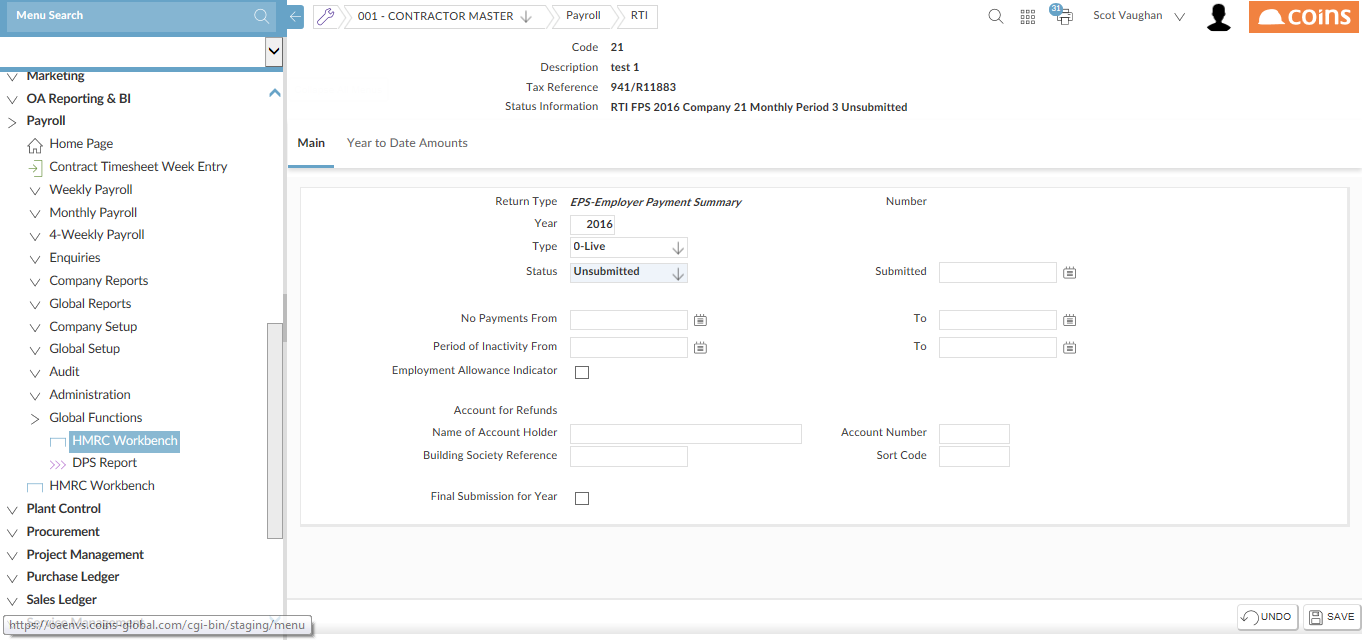 Menu Search
001 - CONTRACTOR MASTER
Payroll
RTI
31
Scot Vaughan
coins
Code 21
Description test 1
Tax Reference 941/R11883
Status Information RTI FPS 2016 Company 21 Monthly Period 3 Unsubmitted
Main Year to Date Amounts
Marketing
OA Reporting & BI
Payroll
Home Page
Contract Timesheet Week Entry
Weekly Payroll
Monthly Payroll
4-Weekly Payroll
Enquiries
Company Reports
Global Reports
Company Setup
Global Setup
Audit
Administration
Global Functions
HMRC Workbench
DPS Report
HMRC Workbench
Plant Control
Procurement
Project Management
Purchase Ledger
Sales Ledger
Service Management
https://oaenvs.coins-global.com/cgi-bin/staging/menu
Return Type EPS-Employer Payment Summary Number
Year 2016
Type 0-Live
Status Unsubmitted Submitted
No Payments From To
Period of Inactivity From To
Employment Allowance Indicator
Account for Refunds
Name of Account Holder Account Number
Building Society Reference Sort Code
Final Submission for Year
UNDO SAVE